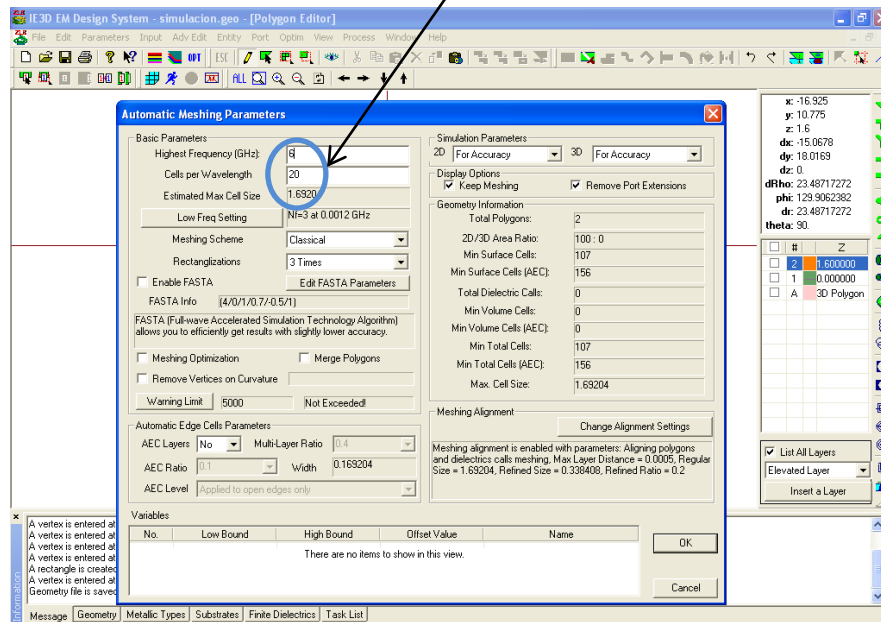 IE3D EM Design System - simulacion.geo - [Polygon Editor]
File Edit Parameters Input Adv Edit Entity Port Optim View Process Window Help
OPT ESC
ALL
x: -16.925
y: 10.775
z: 1.6
dx: -15.0678
dy: 18.0169
dz: 0.
dRho: 23.48717272
phi: 129.9062382
dr: 23.48717272
theta: 90.
# Z
2 1.600000
1 0.000000
A 3D Polygon
List All Layers
Elevated Layer
Insert a Layer
Automatic Meshing Parameters
Basic Parameters
Highest Frequency (GHz): 6
Cells per Wavelength 20
Estimated Max Cell Size 1.69204
Low Freq Setting Nf=3 at 0.0012 GHz
Meshing Scheme Classical
Rectanglizations 3 Times
Enable FASTA Edit FASTA Parameters
FASTA Info (4/0/1/0.7/-0.5/1)
FASTA (Full-wave Accelerated Simulation Technology Algorithm)
allows you to efficiently get results with slightly lower accuracy.
Meshing Optimization Merge Polygons
Remove Vertices on Curvature
Warning Limit 5000 Not Exceeded!
Automatic Edge Cells Parameters
AEC Layers No Multi-Layer Ratio 0.4
AEC Ratio 0.1 Width 0.169204
AEC Level Applied to open edges only
Simulation Parameters
2D For Accuracy 3D For Accuracy
Display Options
Keep Meshing Remove Port Extensions
Geometry Information
Total Polygons: 2
2D/3D Area Ratio: 100 : 0
Min Surface Cells: 107
Min Surface Cells (AEC): 156
Total Dielectric Calls: 0
Min Volume Cells: 0
Min Volume Cells (AEC): 0
Min Total Cells: 107
Min Total Cells (AEC): 156
Max. Cell Size: 1.69204
Meshing Alignment
Change Alignment Settings
Meshing alignment is enabled with parameters: Aligning polygons
and dielectrics calls meshing, Max Layer Distance = 0.0005, Regular
Size = 1.69204, Refined Size = 0.338408, Refined Ratio = 0.2
Variables
No. Low Bound High Bound Offset Value Name
There are no items to show in this view.
OK
Cancel
Information
A vertex is entered at
A vertex is entered at
A vertex is entered at
A vertex is entered at
A rectangle is created
A vertex is entered at
Geometry file is saved
Message Geometry Metallic Types Substrates Finite Dielectrics Task List